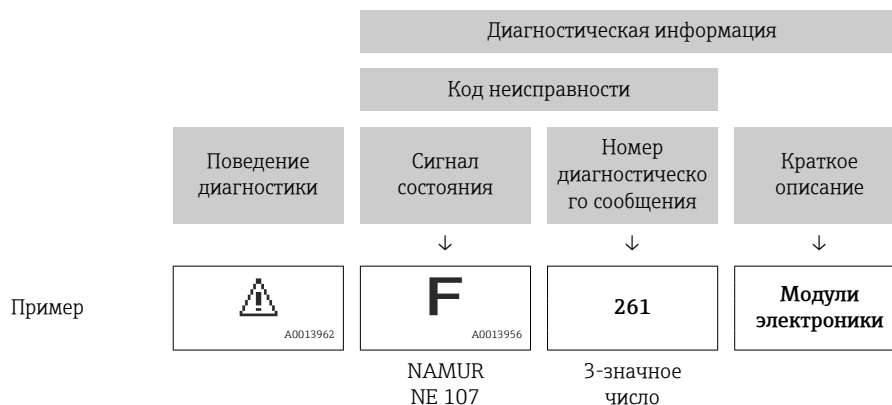 Диагностическая информация
Код неисправности
Поведение
диагностики
Сигнал
состояния
Номер
диагностическо
го сообщения
Краткое
описание
↓
↓
↓
Пример
A0013962
F
A0013956
261
Модули
электроники
NAMUR
NE 107
3-значное
число